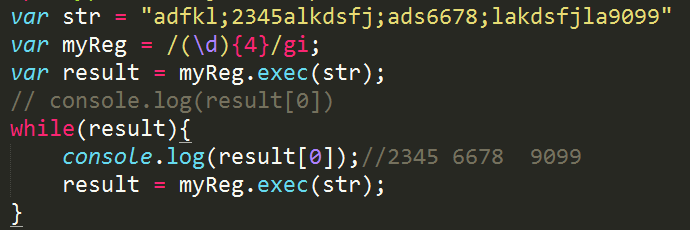 var str = "adfkl;2345alkdsfj;ads6678;lakdsfjla9099"
var myReg = /(\d){4}/gi;
var result = myReg.exec(str);
// console.log(result[0])
while(result){
    console.log(result[0]);//2345 6678  9099
    result = myReg.exec(str);
}